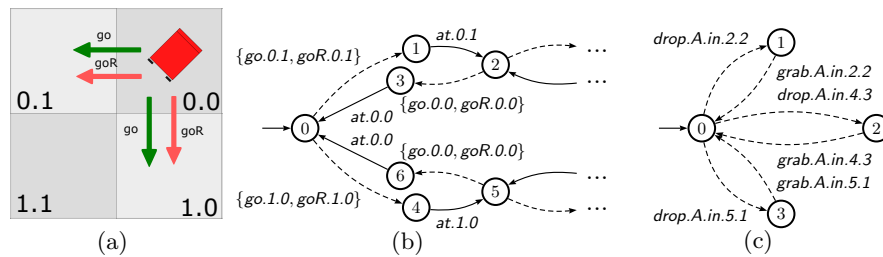 go
goR
0.1
0.0
go
goR
1.1
1.0
(a)
{go.0.1, goR.0.1}
1
at.0.1
2
...
3
...
{go.0.0, goR.0.0}
at.0.0
0
at.0.0
{go.0.0, goR.0.0}
6
...
5
{go.1.0, goR.1.0}
4
...
at.1.0
(b)
drop.A.in.2.2
1
grab.A.in.2.2
drop.A.in.4.3
0
2
grab.A.in.4.3
grab.A.in.5.1
drop.A.in.5.1
3
(c)